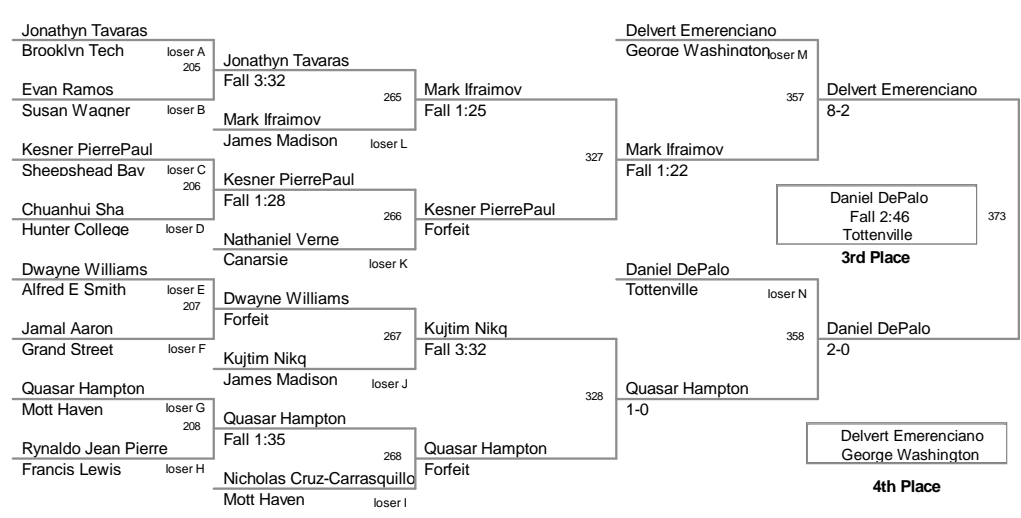 Jonathyn Tavaras
Brooklyn Tech
loser A
205
Evan Ramos
Susan Wagner
loser B
Kesner PierrePaul
Sheepshead Bay
loser C
206
Chuanhui Sha
Hunter College
loser D
Dwayne Williams
Alfred E Smith
loser E
207
Jamal Aaron
Grand Street
loser F
Quasar Hampton
Mott Haven
loser G
208
Rynaldo Jean Pierre
Francis Lewis
loser H
Jonathyn Tavaras
Fall 3:32
265
Mark Ifraimov
James Madison
loser L
Kesner PierrePaul
Fall 1:28
266
Nathaniel Verne
Canarsie
loser K
Dwayne Williams
Forfeit
267
Kujtim Nikq
James Madison
loser J
Quasar Hampton
Fall 1:35
268
Nicholas Cruz-Carrasquillo
Mott Haven
loser I
Mark Ifraimov
Fall 1:25
327
Kesner PierrePaul
Forfeit
Kujtim Nikq
Fall 3:32
328
Quasar Hampton
Forfeit
Delvert Emerenciano
George Washington
loser M
357
Mark Ifraimov
Fall 1:22
Daniel DePalo
Tottenville
loser N
358
Quasar Hampton
1-0
Delvert Emerenciano
8-2
373
Daniel DePalo
2-0
Daniel DePalo
Fall 2:46
Tottenville
3rd Place
Delvert Emerenciano
George Washington
4th Place